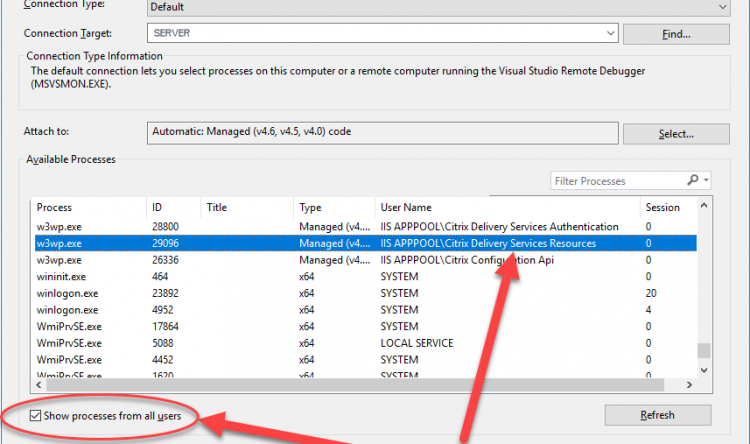 Connection Type: Default
Connection Target: SERVER Find...
Connection Type Information
The default connection lets you select processes on this computer or a remote computer running the Visual Studio Remote Debugger
(MSVSMON.EXE).
Attach to: Automatic: Managed (v4.6, v4.5, v4.0) code Select...
Available Processes
Filter Processes
Process ID Title Type User Name Session
w3wp.exe 28800 Managed (v4.... IIS APPPOOL\Citrix Delivery Services Authentication 0
w3wp.exe 29096 Managed (v4.... IIS APPPOOL\Citrix Delivery Services Resources 0
w3wp.exe 26336 Managed (v4.... IIS APPPOOL\Citrix Configuration Api 0
wininit.exe 464 x64 SYSTEM 0
winlogon.exe 23892 x64 SYSTEM 20
winlogon.exe 4952 x64 SYSTEM 4
WmiPrvSE.exe 17864 x64 SYSTEM 0
WmiPrvSE.exe 5088 x64 LOCAL SERVICE 0
WmiPrvSE.exe 4452 x64 SYSTEM 0
WmiPrvSE.exe 1620 x64 SYSTEM 0
Show processes from all users Refresh